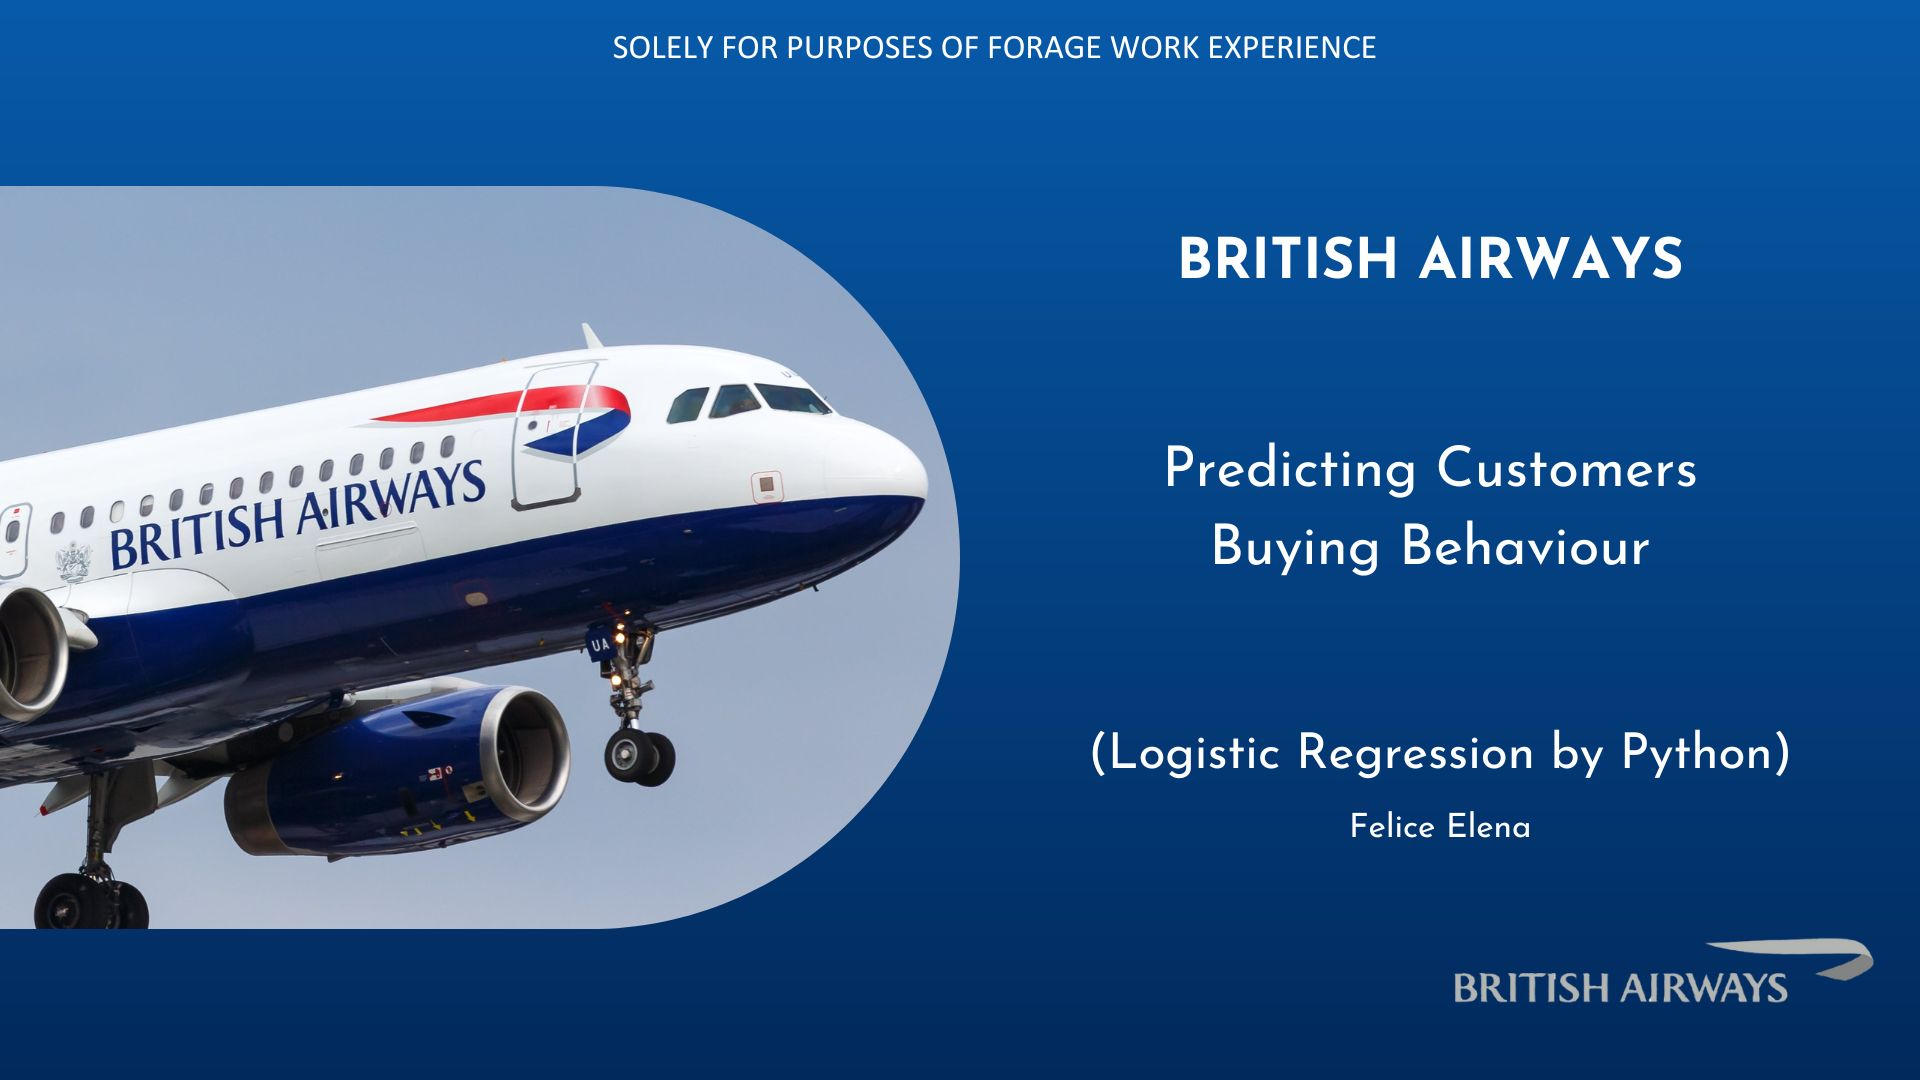 SOLELY FOR PURPOSES OF FORAGE WORK EXPERIENCE
BRITISH AIRWAYS
Predicting Customers
Buying Behaviour
(Logistic Regression by Python)
Felice Elena
BRITISH AIRWAYS
UA
BRITISH AIRWAYS